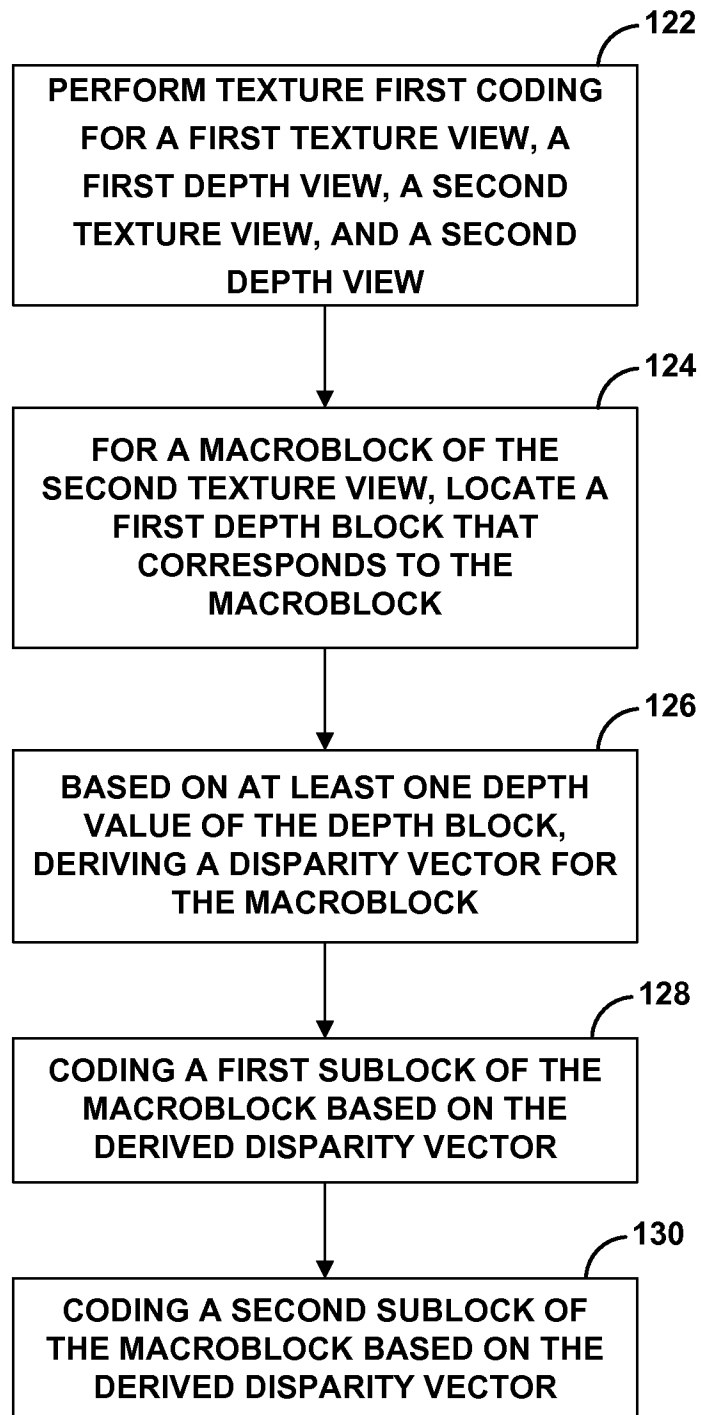 122
PERFORM TEXTURE FIRST CODING
FOR A FIRST TEXTURE VIEW, A
FIRST DEPTH VIEW, A SECOND
TEXTURE VIEW, AND A SECOND
DEPTH VIEW
124
FOR A MACROBLOCK OF THE
SECOND TEXTURE VIEW, LOCATE A
FIRST DEPTH BLOCK THAT
CORRESPONDS TO THE
MACROBLOCK
126
BASED ON AT LEAST ONE DEPTH
VALUE OF THE DEPTH BLOCK,
DERIVING A DISPARITY VECTOR FOR
THE MACROBLOCK
128
CODING A FIRST SUBLOCK OF THE
MACROBLOCK BASED ON THE
DERIVED DISPARITY VECTOR
130
CODING A SECOND SUBLOCK OF
THE MACROBLOCK BASED ON THE
DERIVED DISPARITY VECTOR